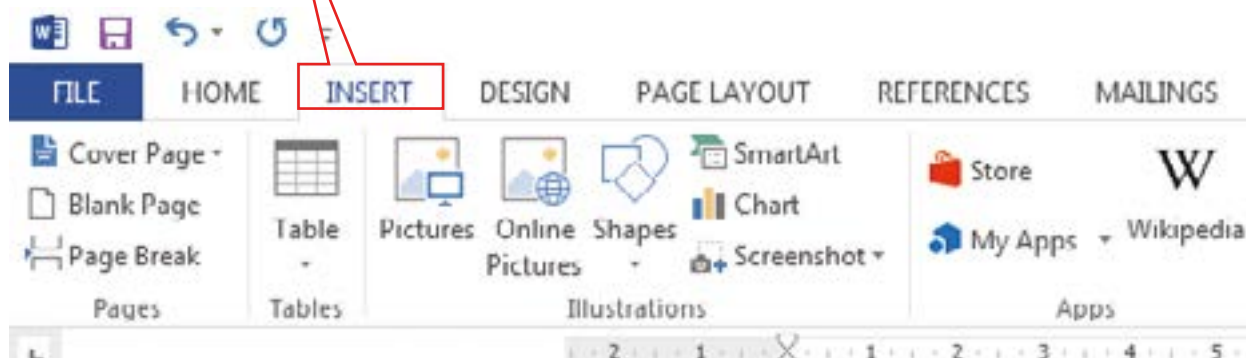 FILE HOME INSERT DESIGN PAGE LAYOUT REFERENCES MAILINGS
Cover Page
Blank Page
Page Break
Pages
Table
Tables
Pictures
Online
Pictures
Shapes
SmartArt
Chart
Screenshot
Illustrations
Store
My Apps
Wikipedia
Apps
2 1 1 2 3 4 5